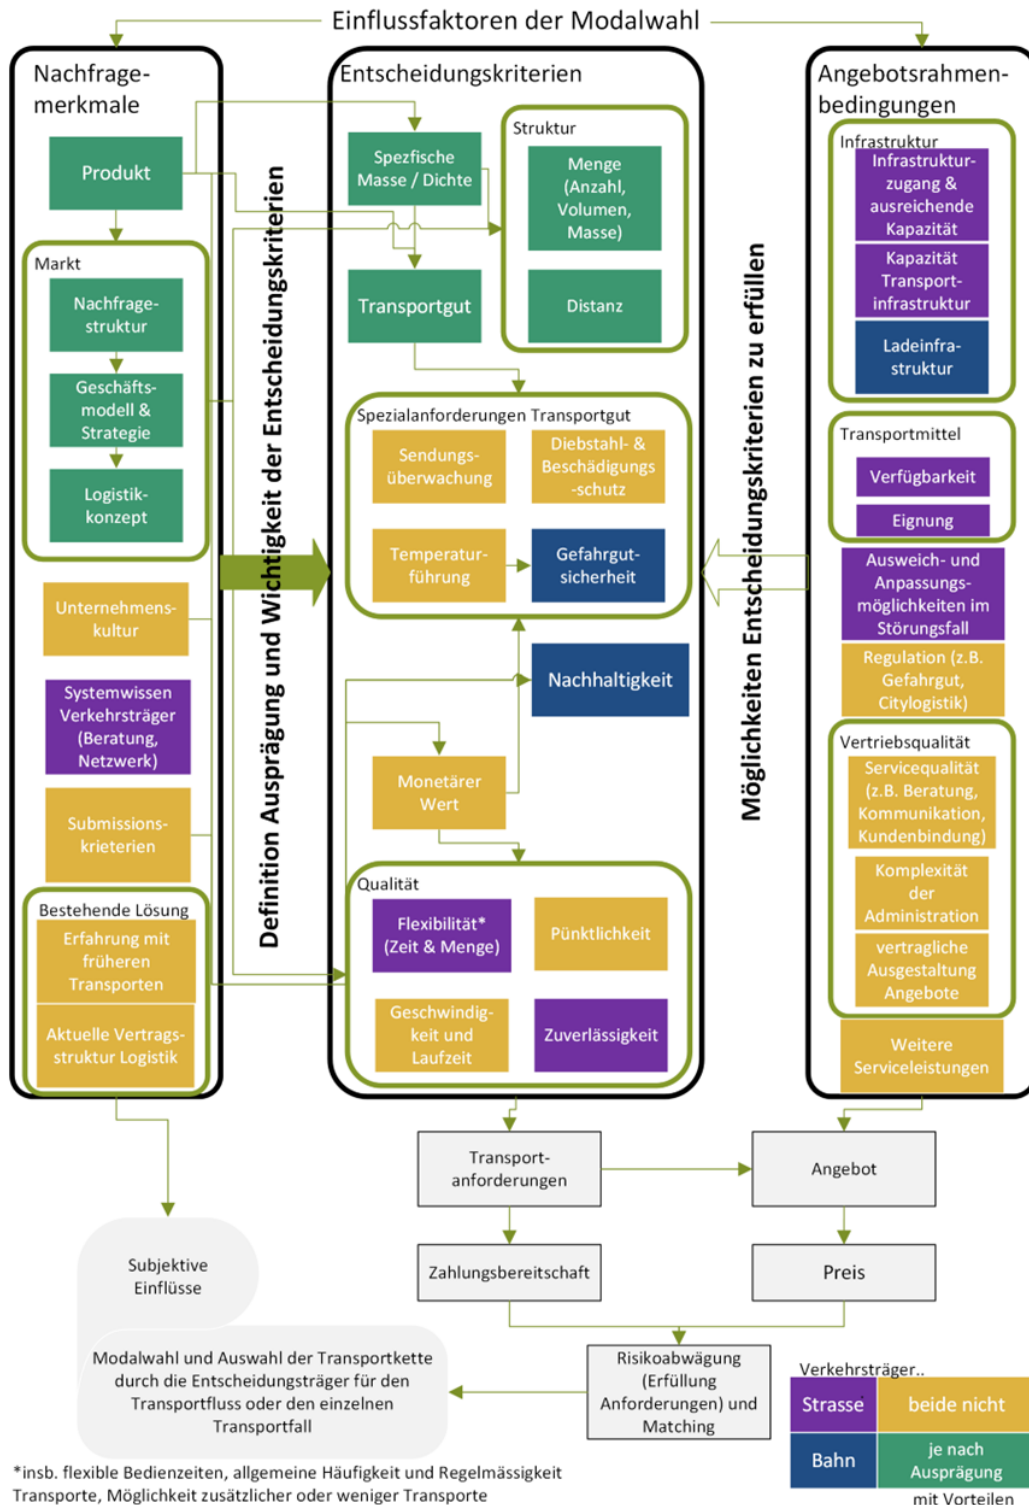 Einflussfaktoren der Modalwahl
Nachfrage-
merkmale
Produkt
Markt
Nachfrage-
struktur
Geschäfts-
modell &
Strategie
Logistik-
konzept
Unternehmens-
kultur
Systemwissen
Verkehrsträger
(Beratung,
Netzwerk)
Submissions-
krieterien
Bestehende Lösung
Erfahrung mit
früheren
Transporten
Aktuelle Vertrags-
struktur Logistik
Definition Ausprägung und Wichtigkeit der Entscheidungskriterien
Entscheidungskriterien
Spezfische
Masse / Dichte
Transportgut
Struktur
Menge
(Anzahl,
Volumen,
Masse)
Distanz
Spezialanforderungen Transportgut
Sendungs-
überwachung
Diebstahl- &
Beschädigungs
-schutz
Temperatur-
führung
Gefahrgut-
sicherheit
Nachhaltigkeit
Monetärer
Wert
Qualität
Flexibilität*
(Zeit & Menge)
Pünktlichkeit
Geschwindig-
keit und
Laufzeit
Zuverlässigkeit
Möglichkeiten Entscheidungskriterien zu erfüllen
Angebotsrahmen-
bedingungen
Infrastruktur
Infrastruktur-
zugang &
ausreichende
Kapazität
Kapazität
Transport-
infrastruktur
Ladeinfra-
struktur
Transportmittel
Verfügbarkeit
Eignung
Ausweich- und
Anpassungs-
möglichkeiten im
Störungsfall
Regulation (z.B.
Gefahrgut,
Citylogistik)
Vertriebsqualität
Servicequalität
(z.B. Beratung,
Kommunikation,
Kundenbindung)
Komplexität
der
Administration
vertragliche
Ausgestaltung
Angebote
Weitere
Serviceleistungen
Transport-
anforderungen
Angebot
Zahlungsbereitschaft
Preis
Subjektive
Einflüsse
Modalwahl und Auswahl der Transportkette
durch die Entscheidungsträger für den
Transportfluss oder den einzelnen
Transportfall
Risikoabwägung
(Erfüllung
Anforderungen) und
Matching
Verkehrsträger..
Strasse
beide nicht
Bahn
je nach
Ausprägung
mit Vorteilen
*insb. flexible Bedienzeiten, allgemeine Häufigkeit und Regelmässigkeit
Transporte, Möglichkeit zusätzlicher oder weniger Transporte